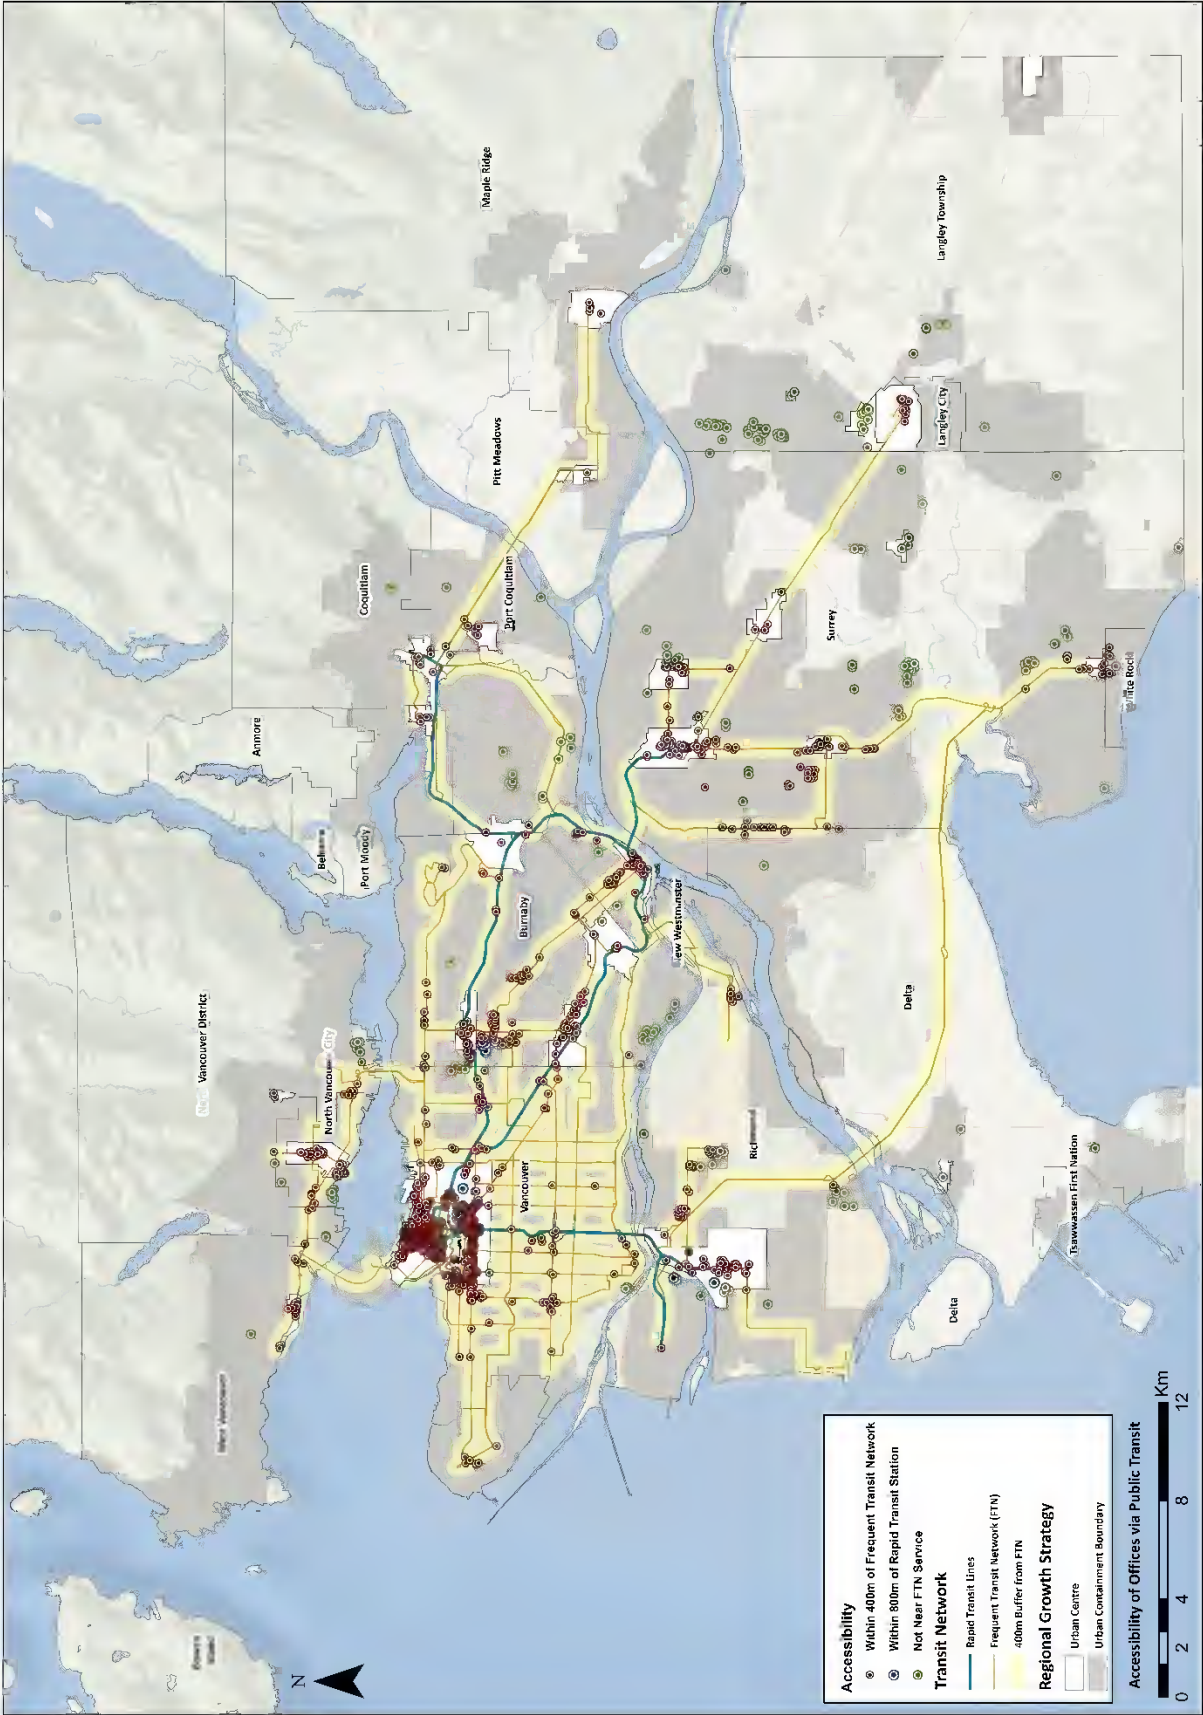 Maple Ridge
Langley Township
Pitt Meadows
Langley City
Coquitlam
Port Coquitlam
Surrey
White Rock
Anmore
Belcarra
Port Moody
Burnaby
New Westminster
North Vancouver District
North Vancouver City
Delta
Vancouver
Richmond
Tsawwassen First Nation
West Vancouver
Delta
Bowen
Island
N
Accessibility
Within 400m of Frequent Transit Network
Within 800m of Rapid Transit Station
Not Near FTN Service
Transit Network
Rapid Transit Lines
Frequent Transit Network (FTN)
400m Buffer from FTN
Regional Growth Strategy
Urban Centre
Urban Containment Boundary
Accessibility of Offices via Public Transit
0 2 4 8 12 Km